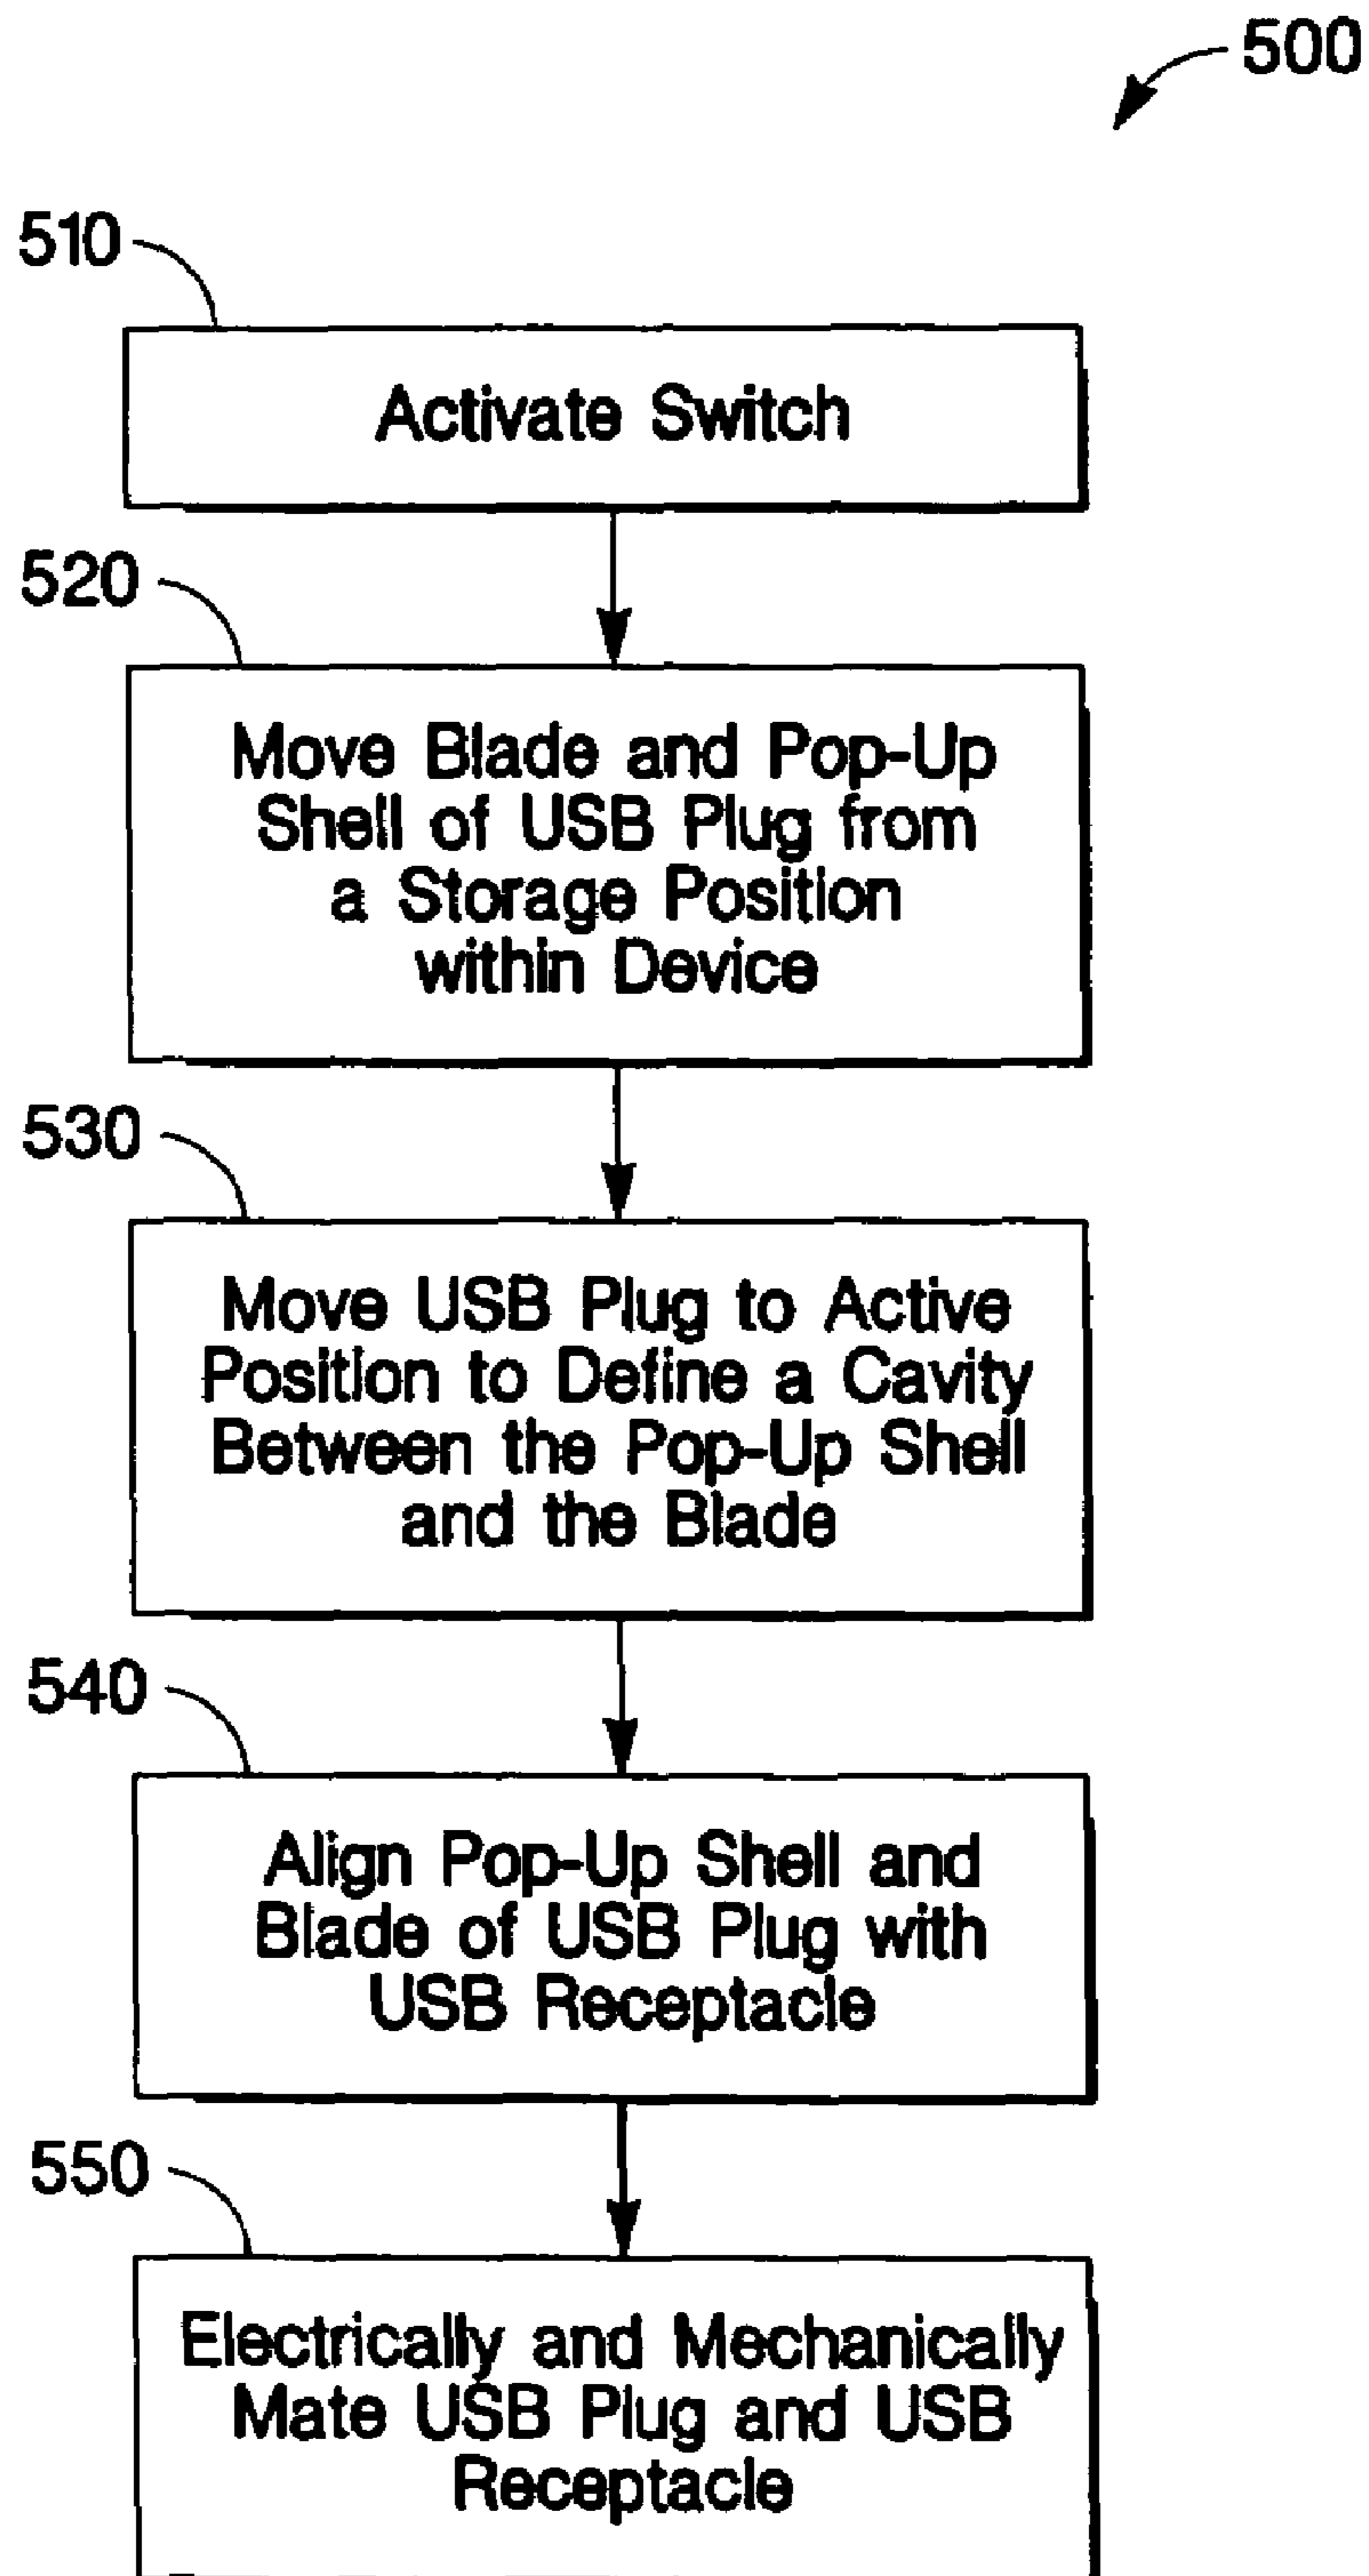 500
510
Activate Switch
520
Move Blade and Pop-Up
Shell of USB Plug from
a Storage Position
within Device
530
Move USB Plug to Active
Position to Define a Cavity
Between the Pop-Up Shell
and the Blade
540
Align Pop-Up Shell and
Blade of USB Plug with
USB Receptacle
550
Electrically and Mechanically
Mate USB Plug and USB
Receptacle